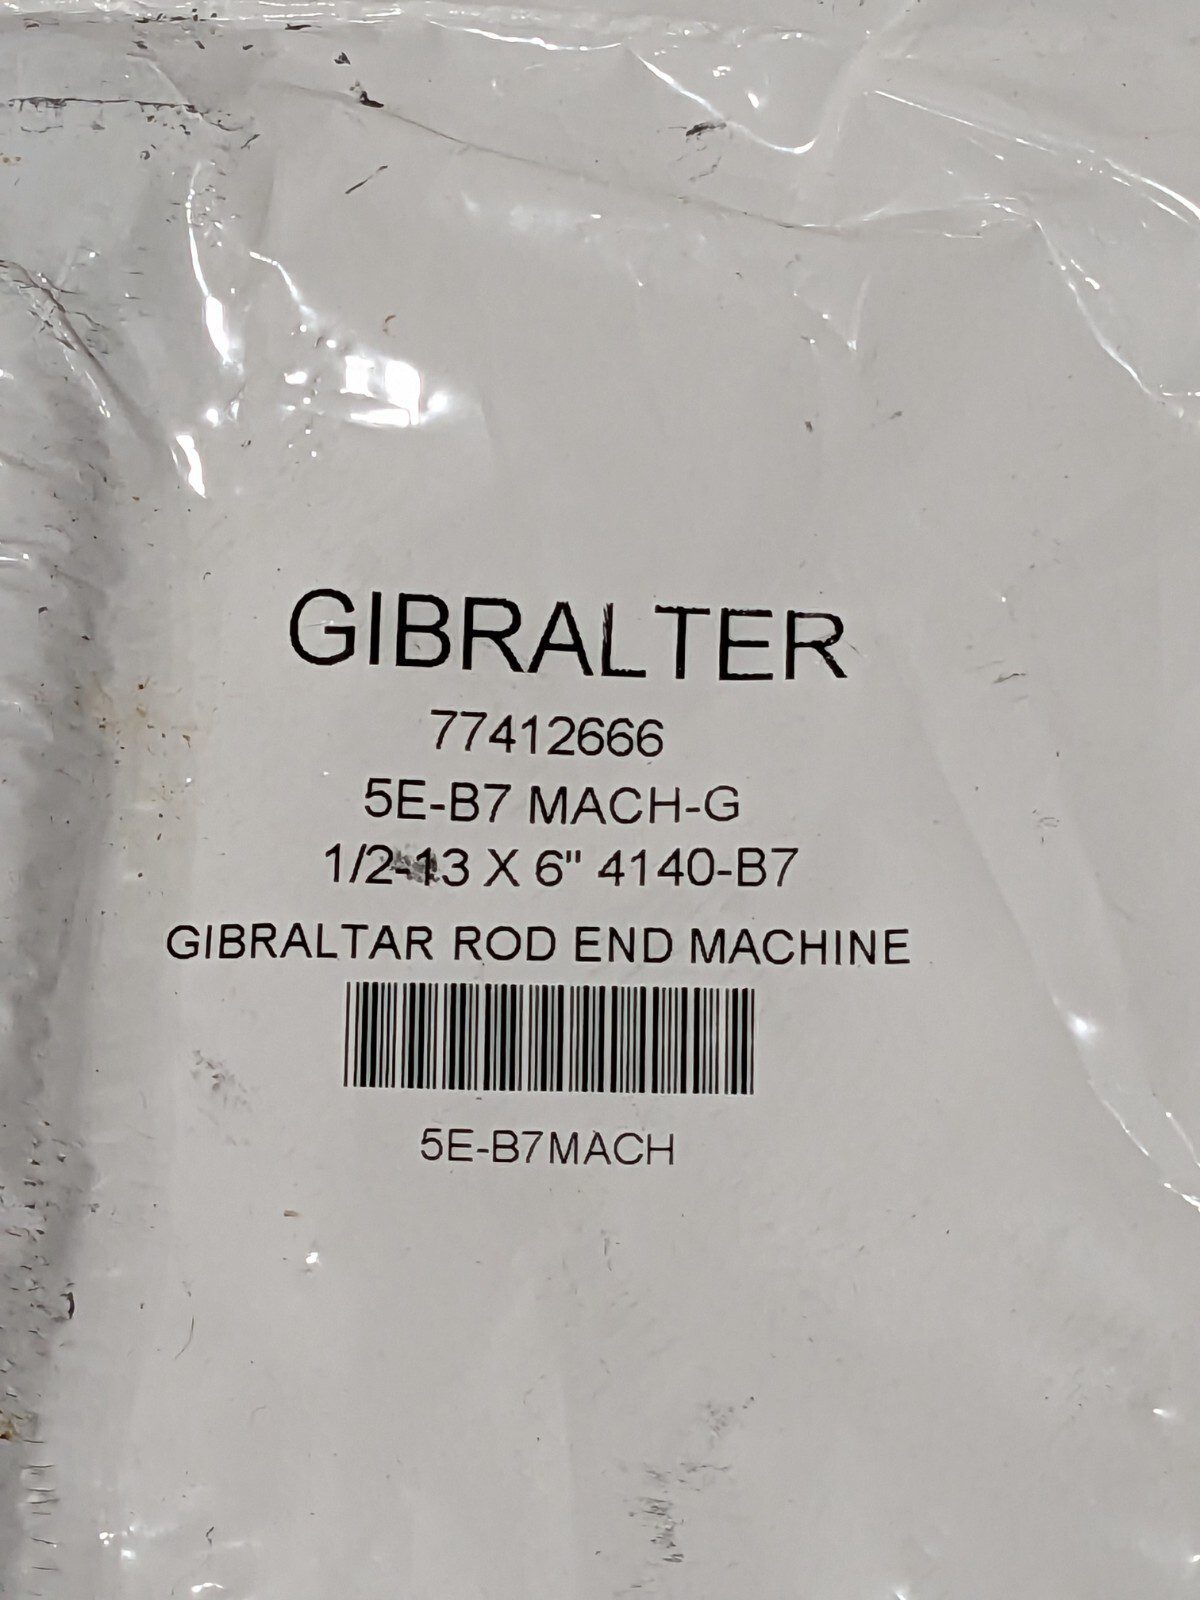 GIBRALTER
77412666
5E-B7 MACH-G
1/2-13 X 6" 4140-B7
GIBRALTAR ROD END MACHINE
5E-B7MACH